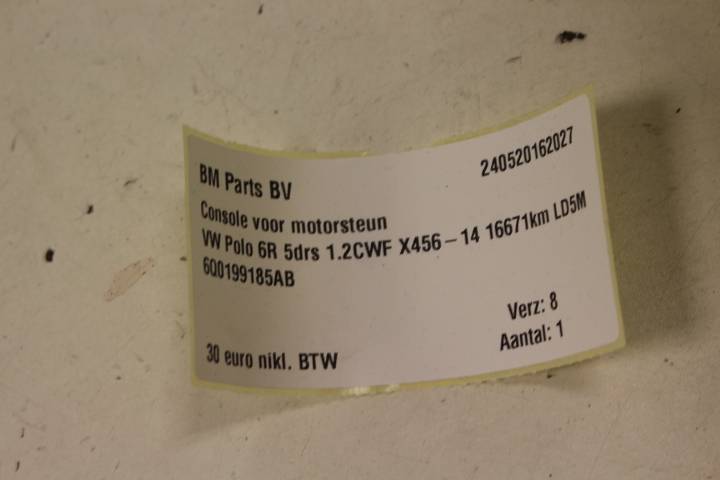 BM Parts BV 240520162027
Console voor motorsteun
VW Polo 6R 5drs 1.2CWF X456-14 16671km LD5M
6Q0199185AB
Verz: 8
Aantal: 1
30 euro nikl. BTW